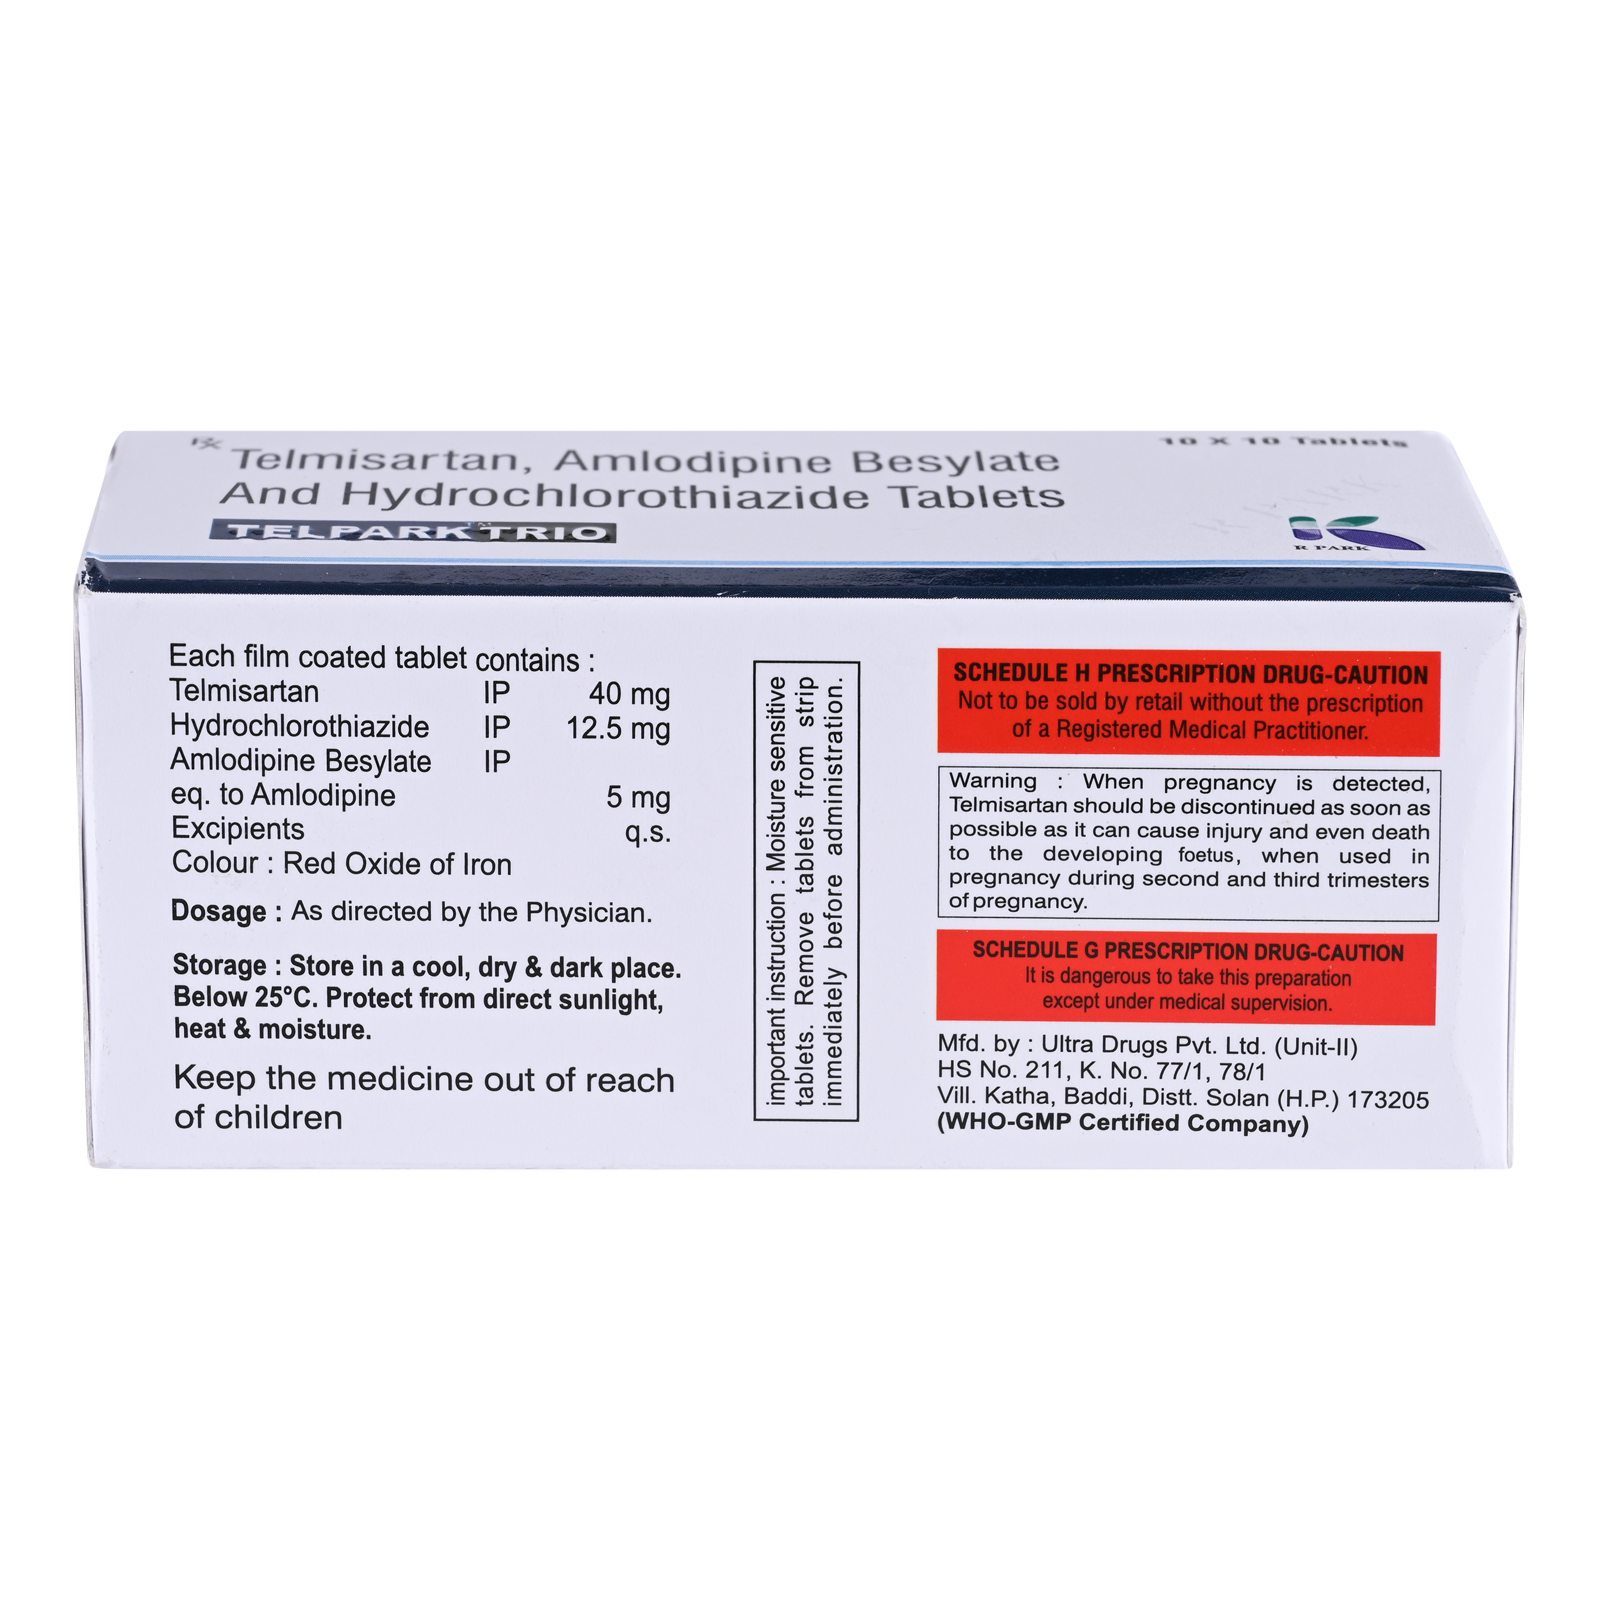 Rx
Telmisartan, Amlodipine Besylate
And Hydrochlorothiazide Tablets
TELPARK TRIO
TM
10 X 10 Tablets
R PARK
Each film coated tablet contains :
Telmisartan IP 40 mg
Hydrochlorothiazide IP 12.5 mg
Amlodipine Besylate IP
eq. to Amlodipine 5 mg
Excipients q.s.
Colour : Red Oxide of Iron
Dosage : As directed by the Physician.
Storage : Store in a cool, dry & dark place.
Below 25°C. Protect from direct sunlight,
heat & moisture.
Keep the medicine out of reach
of children
important instruction : Moisture sensitive
tablets. Remove tablets from strip
immediately before administration.
SCHEDULE H PRESCRIPTION DRUG-CAUTION
Not to be sold by retail without the prescription
of a Registered Medical Practitioner.
Warning : When pregnancy is detected,
Telmisartan should be discontinued as soon as
possible as it can cause injury and even death
to the developing foetus, when used in
pregnancy during second and third trimesters
of pregnancy.
SCHEDULE G PRESCRIPTION DRUG-CAUTION
It is dangerous to take this preparation
except under medical supervision.
Mfd. by : Ultra Drugs Pvt. Ltd. (Unit-II)
HS No. 211, K. No. 77/1, 78/1
Vill. Katha, Baddi, Distt. Solan (H.P.) 173205
(WHO-GMP Certified Company)